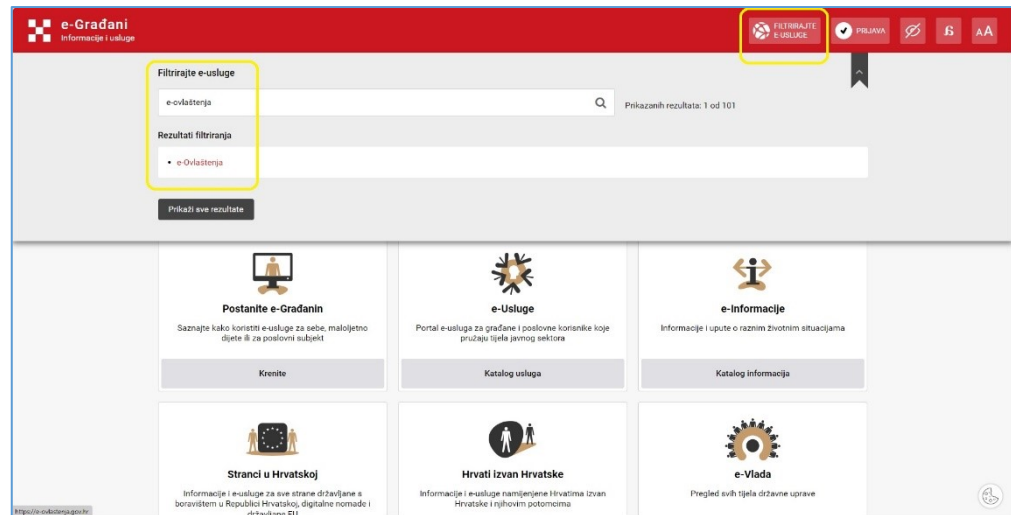 e-Građani
Informacije i usluge
FILTRIRAJTE
E-USLUGE
PRIJAVA
AA
Filtrirajte e-usluge
e-ovlaštenja
Prikazanih rezultata: 1 od 101
Rezultati filtriranja
• e-Ovlaštenja
Prikaži sve rezultate
Postanite e-Građanin
Saznajte kako koristiti e-usluge za sebe, maloljetno
dijete ili za poslovni subjekt
Krenite
e-Usluge
Portal e-usluga za građane i poslovne korisnike koje
pružaju tijela javnog sektora
Katalog usluga
e-Informacije
Informacije i upute o raznim životnim situacijama
Katalog informacija
Stranci u Hrvatskoj
Informacije i e-usluge za sve strane državljane s
boravištem u Republici Hrvatskoj, digitalne nomade i
državljane EU
Hrvati izvan Hrvatske
Informacije i e-usluge namijenjene Hrvatima izvan
Hrvatske i njihovim potomcima
e-Vlada
Pregled svih tijela državne uprave
https://e-ovlastenja.gov.hr